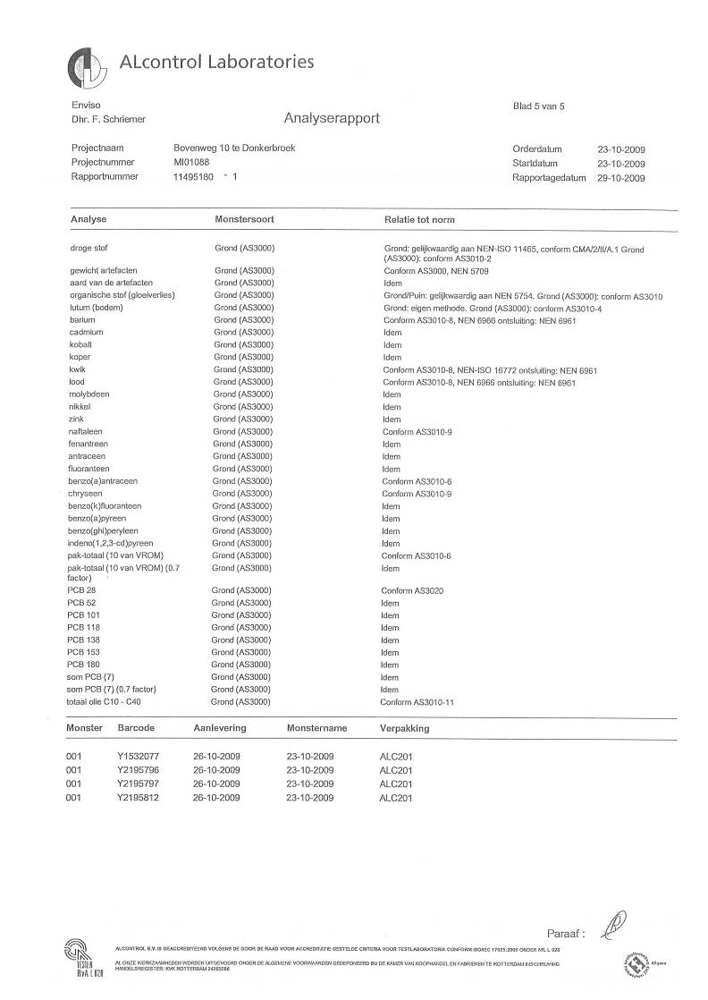 ALcontrol Laboratories
Enviso
Blad 5 van 5
Dhr. F. Schriemer
Analyserapport
Projectnaam Bovenweg 10 te Donkerbroek Orderdatum 23-10-2009
Projectnummer MI01088 Startdatum 23-10-2009
Rapportnummer 11495180 - 1 Rapportagedatum 29-10-2009
Analyse Monstersoort Relatie tot norm
droge stof Grond (AS3000) Grond: gelijkwaardig aan NEN-ISO 11465, conform CMA/2/II/A.1 Grond
(AS3000): conform AS3010-2
gewicht artefacten Grond (AS3000) Conform AS3000, NEN 5709
aard van de artefacten Grond (AS3000) Idem
organische stof (gloeiverlies) Grond (AS3000) Grond/Puin: gelijkwaardig aan NEN 5754. Grond (AS3000): conform AS3010
lutum (bodem) Grond (AS3000) Grond: eigen methode. Grond (AS3000): conform AS3010-4
barium Grond (AS3000) Conform AS3010-8, NEN 6966 ontsluiting: NEN 6961
cadmium Grond (AS3000) Idem
kobalt Grond (AS3000) Idem
koper Grond (AS3000) Idem
kwik Grond (AS3000) Conform AS3010-8, NEN-ISO 16772 ontsluiting: NEN 6961
lood Grond (AS3000) Conform AS3010-8, NEN 6966 ontsluiting: NEN 6961
molybdeen Grond (AS3000) Idem
nikkel Grond (AS3000) Idem
zink Grond (AS3000) Idem
naftaleen Grond (AS3000) Conform AS3010-9
fenantreen Grond (AS3000) Idem
antraceen Grond (AS3000) Idem
fluoranteen Grond (AS3000) Idem
benzo(a)antraceen Grond (AS3000) Conform AS3010-6
chryseen Grond (AS3000) Conform AS3010-9
benzo(k)fluoranteen Grond (AS3000) Idem
benzo(a)pyreen Grond (AS3000) Idem
benzo(ghi)peryleen Grond (AS3000) Idem
indeno(1,2,3-cd)pyreen Grond (AS3000) Idem
pak-totaal (10 van VROM) Grond (AS3000) Conform AS3010-6
pak-totaal (10 van VROM) (0.7 Grond (AS3000) Idem
factor)
PCB 28 Grond (AS3000) Conform AS3020
PCB 52 Grond (AS3000) Idem
PCB 101 Grond (AS3000) Idem
PCB 118 Grond (AS3000) Idem
PCB 138 Grond (AS3000) Idem
PCB 153 Grond (AS3000) Idem
PCB 180 Grond (AS3000) Idem
som PCB (7) Grond (AS3000) Idem
som PCB (7) (0.7 factor) Grond (AS3000) Idem
totaal olie C10 - C40 Grond (AS3000) Conform AS3010-11
Monster Barcode Aanlevering Monstername Verpakking
001 Y1532077 26-10-2009 23-10-2009 ALC201
001 Y2195796 26-10-2009 23-10-2009 ALC201
001 Y2195797 26-10-2009 23-10-2009 ALC201
001 Y2195812 26-10-2009 23-10-2009 ALC201
Paraaf :
ALCONTROL B.V. IS GEACCREDITEERD VOLGENS DE DOOR DE RAAD VOOR ACCREDITATIE GESTELDE CRITERIA VOOR TESTLABORATORIA CONFORM ISO/IEC 17025:2005 ONDER NR. L 028
AL ONZE WERKZAAMHEDEN WORDEN UITGEVOERD ONDER DE ALGEMENE VOORWAARDEN GEDEPONEERD BIJ DE KAMER VAN KOOPHANDEL EN FABRIEKEN TE ROTTERDAM INSCHRIJVING
HANDELSREGISTER: KVK ROTTERDAM 24265286
TESTEN
RvA L 028
AS 3000